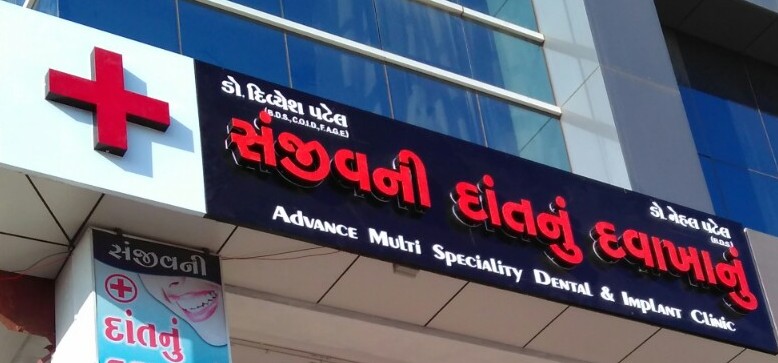 ડો. દિવ્યેશ પટેલ
(B.D.S., C.O.I.D., F.A.G.E.)
સંજીવની દાંતનું દવાખાનું
ડો. મેહલ પટેલ
(B.D.S.)
ADVANCE MULTI SPECIALITY DENTAL & IMPLANT CLINIC
સંજીવની
દાંતનું